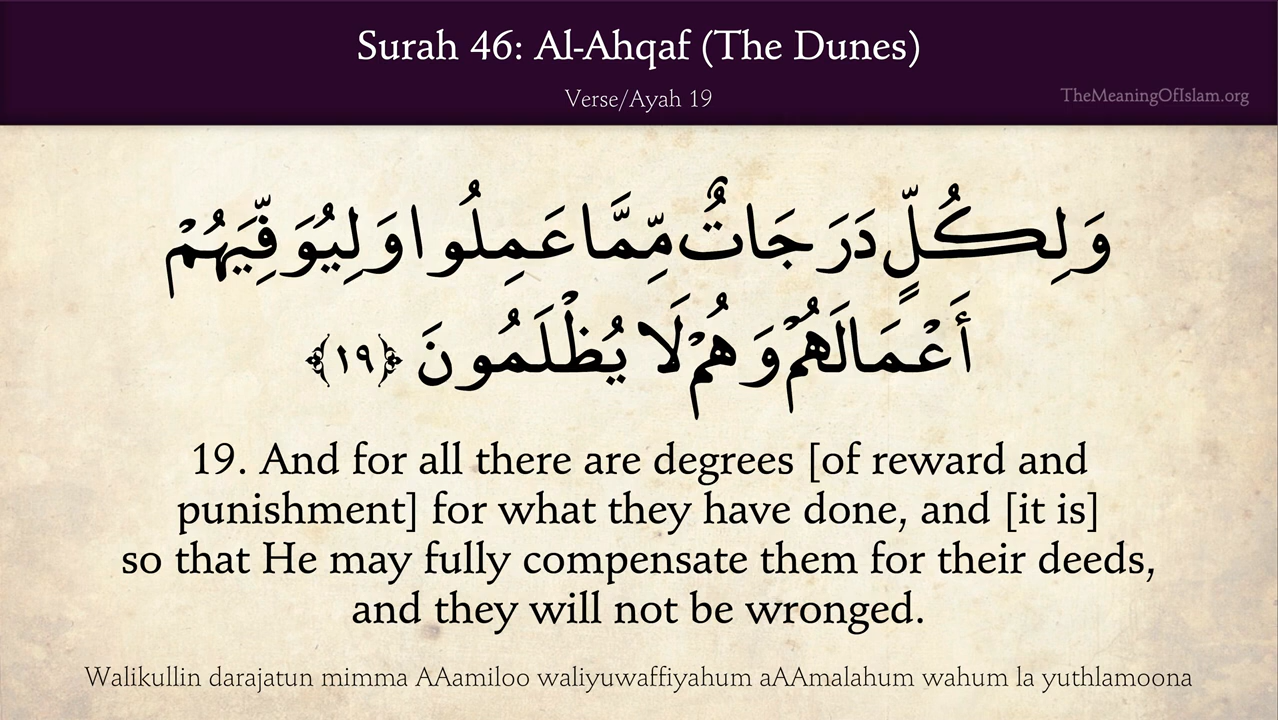 Surah 46: Al-Ahqaf (The Dunes)
Verse/Ayah 19
TheMeaningOfIslam.org
وَلِكُلٍّ دَرَجَاتٌ مِّمَّا عَمِلُوا وَلِيُوَفِّيَهُمْ
أَعْمَالَهُمْ وَهُمْ لَا يُظْلَمُونَ ﴿١٩﴾
19. And for all there are degrees [of reward and
punishment] for what they have done, and [it is]
so that He may fully compensate them for their deeds,
and they will not be wronged.
Walikullin darajatun mimma AAamiloo waliyuwaffiyahum aAAmalahum wahum la yuthlamoona